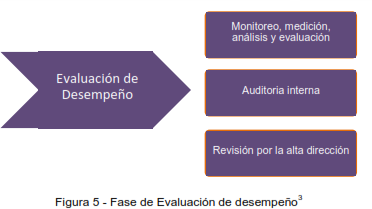 Evaluación de
Desempeño
Monitoreo, medición,
análisis y evaluación
Auditoria interna
Revisión por la alta dirección
Figura 5 - Fase de Evaluación de desempeño³